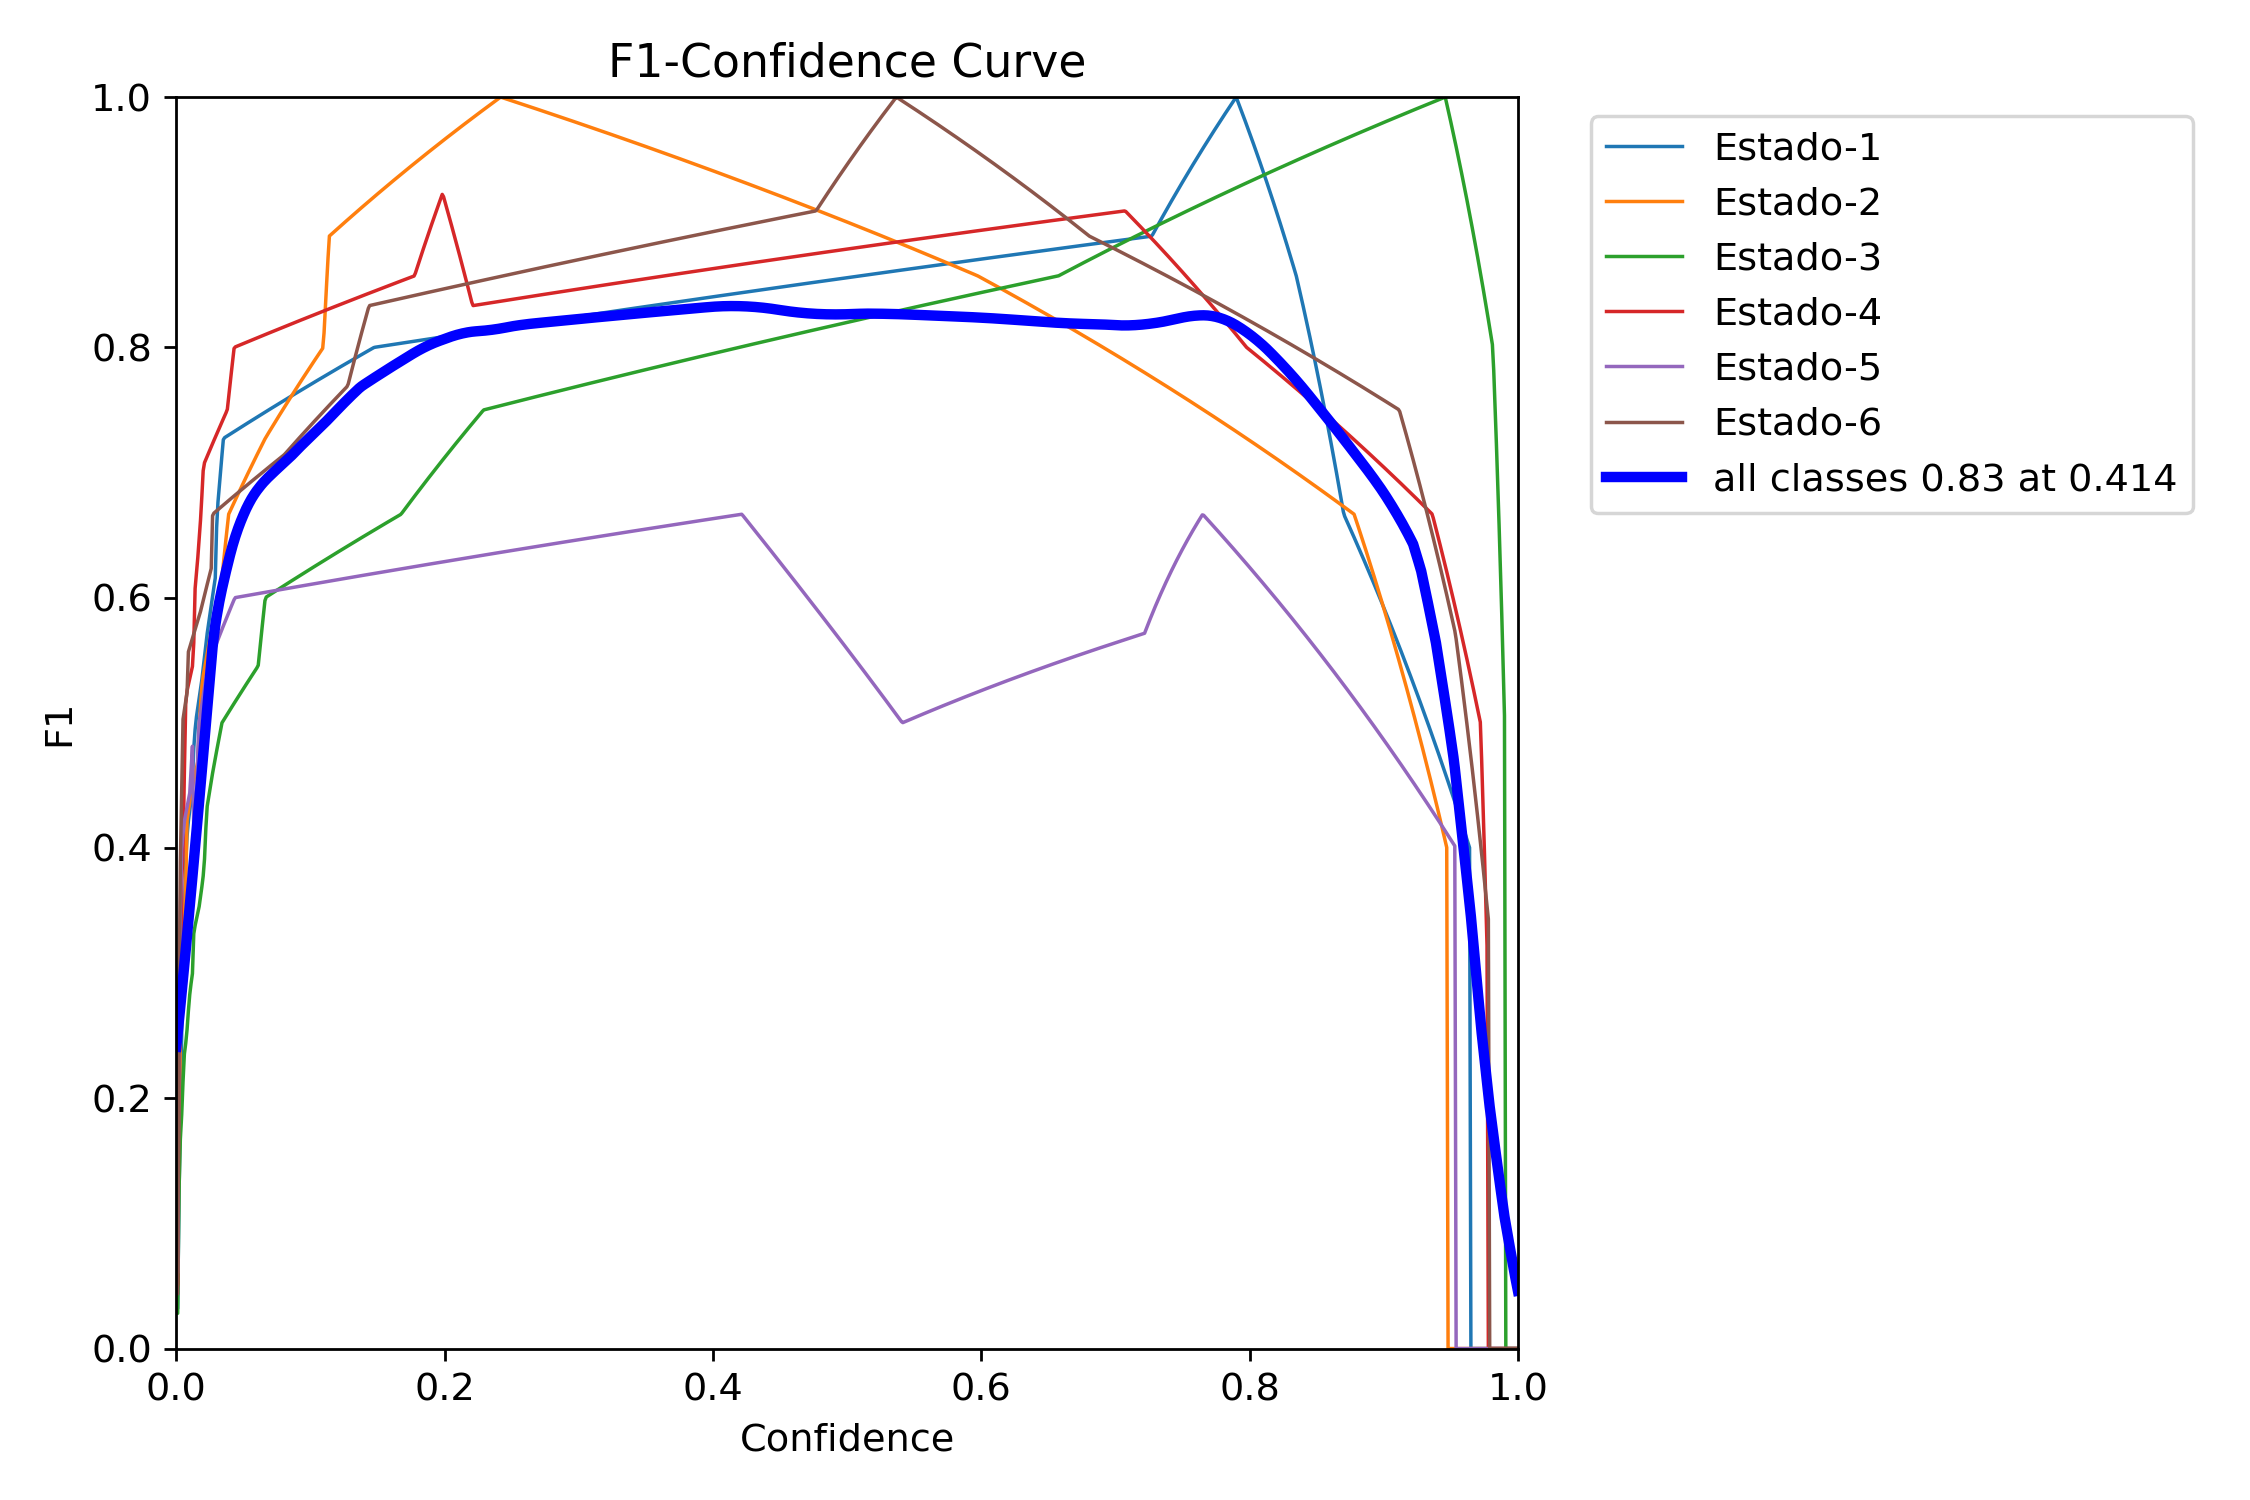 F1-Confidence Curve
1.0
0.8
0.6
0.4
0.2
0.0
F1
0.0 0.2 0.4 0.6 0.8 1.0
Confidence
Estado-1
Estado-2
Estado-3
Estado-4
Estado-5
Estado-6
all classes 0.83 at 0.414